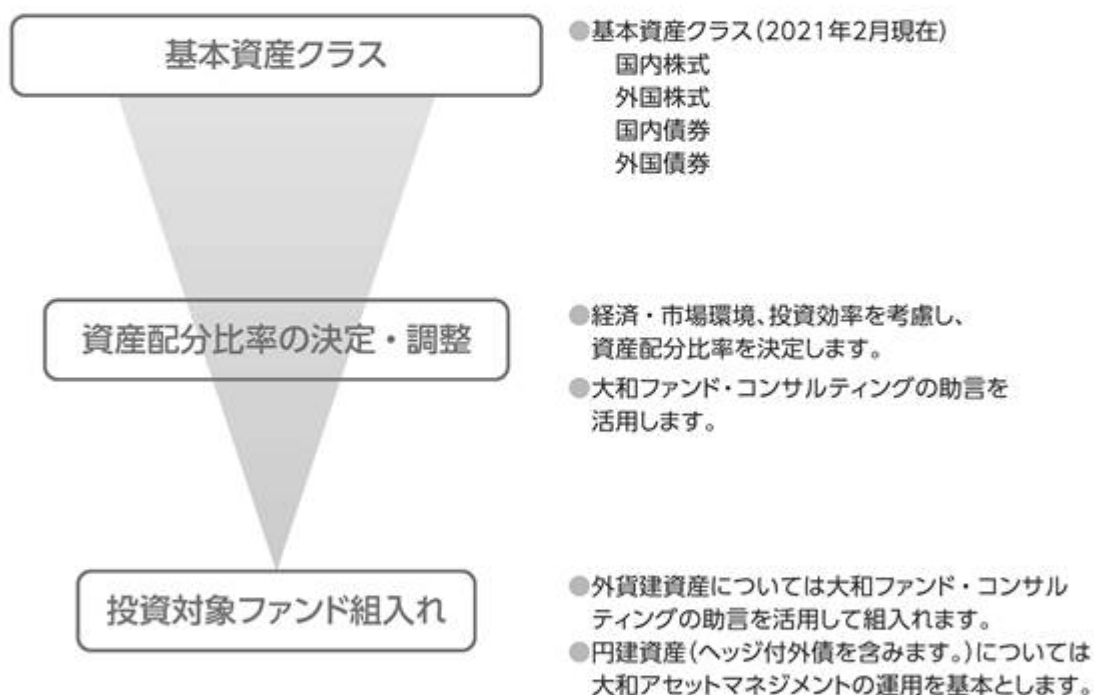 基本資産クラス
●基本資産クラス(2021年2月現在)
国内株式
外国株式
国内債券
外国債券
資産配分比率の決定・調整
●経済・市場環境、投資効率を考慮し、
資産配分比率を決定します。
●大和ファンド・コンサルティングの助言を
活用します。
投資対象ファンド組入れ
●外貨建資産については大和ファンド・コンサル
ティングの助言を活用して組入れます。
●円建資産(ヘッジ付外債を含みます。)については
大和アセットマネジメントの運用を基本とします。